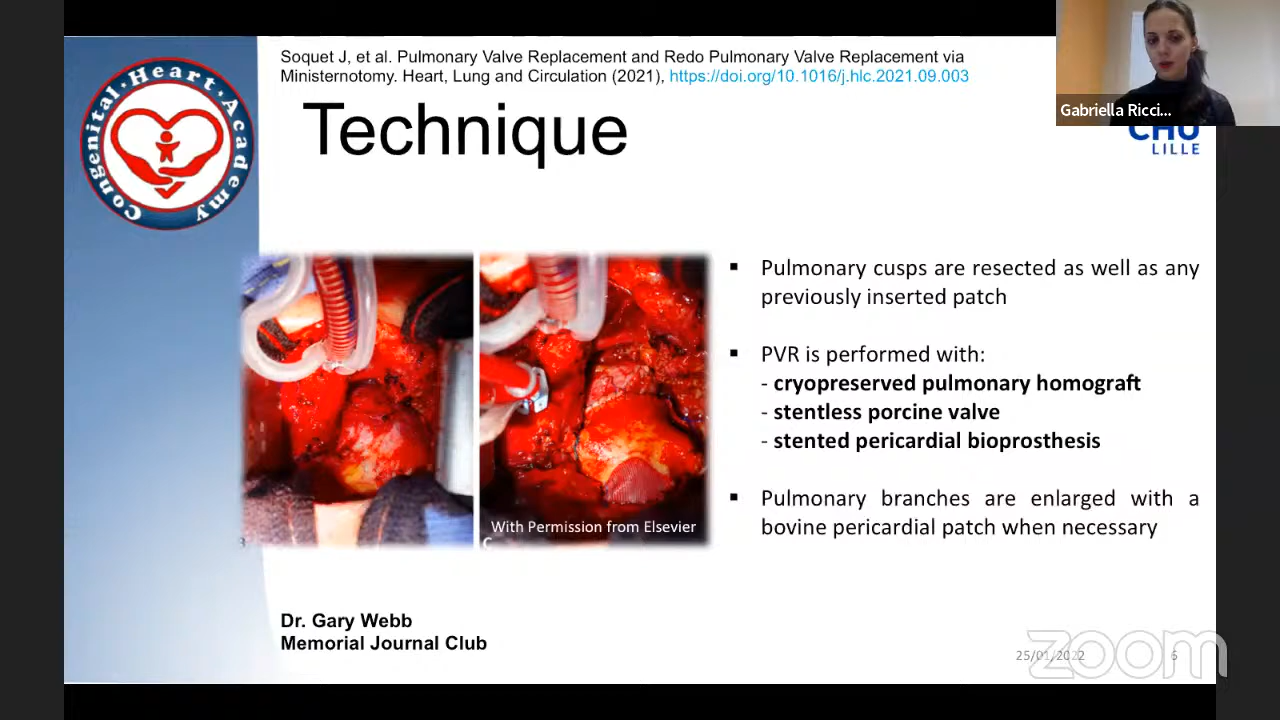 Soquet J, et al. Pulmonary Valve Replacement and Redo Pulmonary Valve Replacement via
Ministernotomy. Heart, Lung and Circulation (2021), https://doi.org/10.1016/j.hlc.2021.09.003
Gabriella Ricci...
CHU
LILLE
Congenital · Heart · Academy
Technique
▪ Pulmonary cusps are resected as well as any
previously inserted patch
▪ PVR is performed with:
- cryopreserved pulmonary homograft
- stentless porcine valve
- stented pericardial bioprosthesis
▪ Pulmonary branches are enlarged with a
bovine pericardial patch when necessary
With Permission from Elsevier
C
Dr. Gary Webb
Memorial Journal Club
25/01/2022
zoom